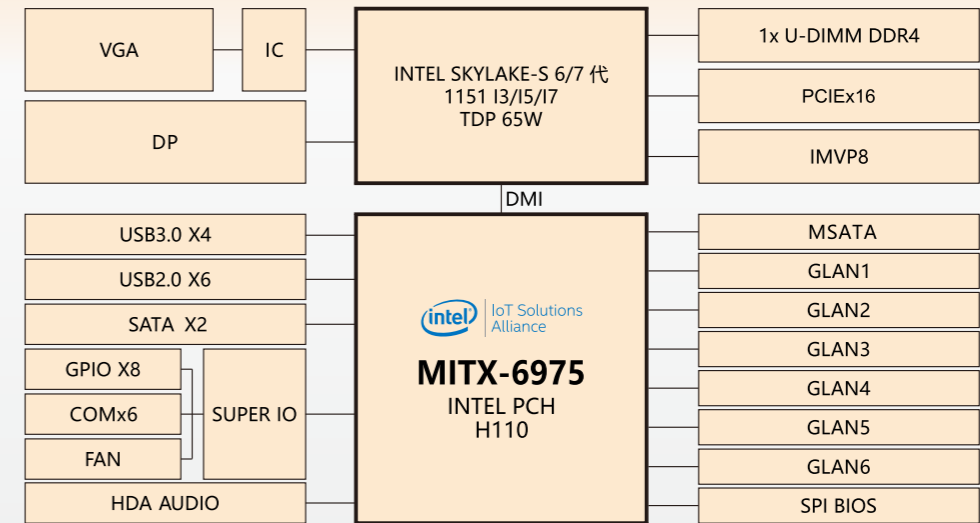 VGA
IC
DP
INTEL SKYLAKE-S 6/7 代
1151 I3/I5/I7
TDP 65W
1x U-DIMM DDR4
PCIEx16
IMVP8
DMI
USB3.0 X4
USB2.0 X6
SATA X2
GPIO X8
COMx6
FAN
SUPER IO
HDA AUDIO
intel
IoT Solutions
Alliance
MITX-6975
INTEL PCH
H110
MSATA
GLAN1
GLAN2
GLAN3
GLAN4
GLAN5
GLAN6
SPI BIOS